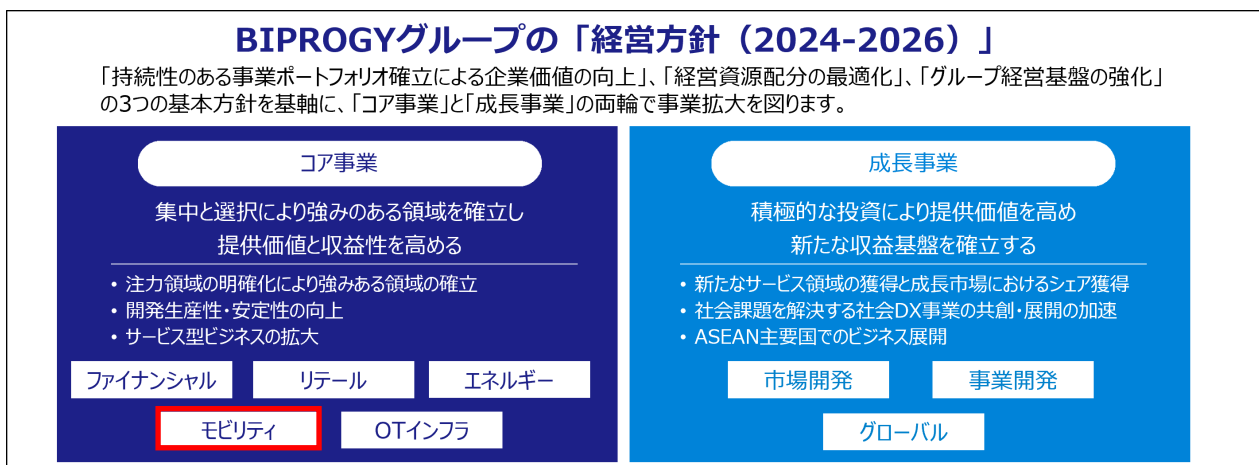 BIPROGYグループの「経営方針（2024-2026）」
「持続性のある事業ポートフォリオ確立による企業価値の向上」、「経営資源配分の最適化」、「グループ経営基盤の強化」
の3つの基本方針を基軸に、「コア事業」と「成長事業」の両輪で事業拡大を図ります。
コア事業
集中と選択により強みのある領域を確立し
提供価値と収益性を高める
• 注力領域の明確化により強みある領域の確立
• 開発生産性・安定性の向上
• サービス型ビジネスの拡大
ファイナンシャル
リテール
エネルギー
モビリティ
OTインフラ
成長事業
積極的な投資により提供価値を高め
新たな収益基盤を確立する
• 新たなサービス領域の獲得と成長市場におけるシェア獲得
• 社会課題を解決する社会DX事業の共創・展開の加速
• ASEAN主要国でのビジネス展開
市場開発
事業開発
グローバル